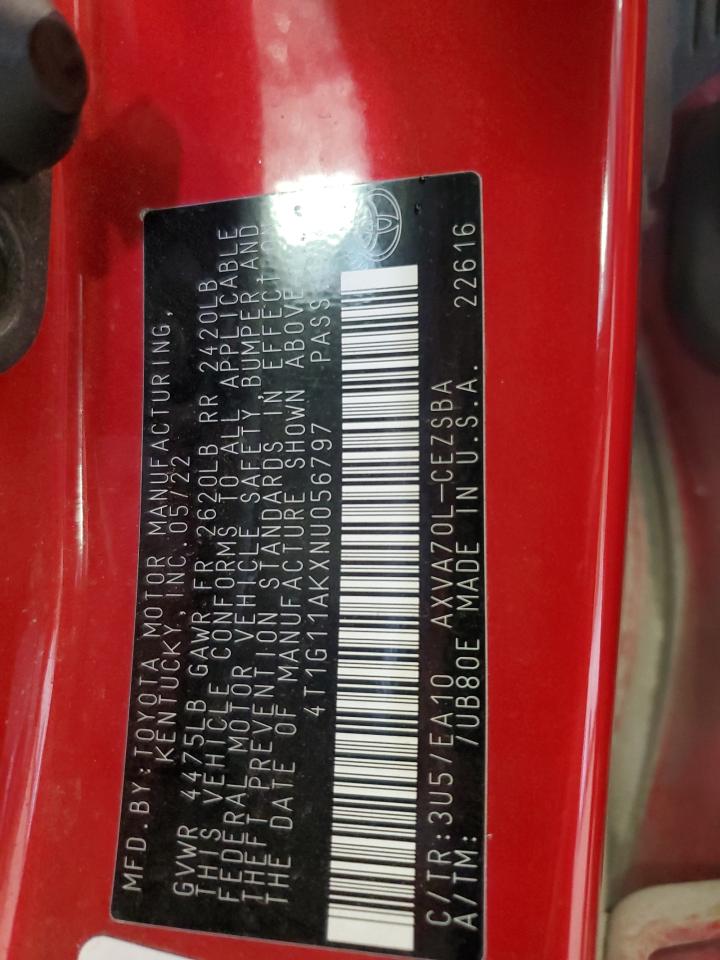 MFD.BY:TOYOTA MOTOR MANUFACTURING,
KENTUCKY,INC 05/22
GVWR 4475LB GAWR FR 2620LB RR 2420LB
THIS VEHICLE CONFORMS TO ALL APPLICABLE
FEDERAL MOTOR VEHICLE SAFETY, BUMPER, AND
THEFT PREVENTION STANDARDS IN EFFECT ON
THE DATE OF MANUFACTURE SHOWN ABOVE.
4T1G11AKXNU056797 PASS
C/TR:3U5/EA10 AXVA70L-CEZSBA
A/TM: /UB80E MADE IN U.S.A. 22616